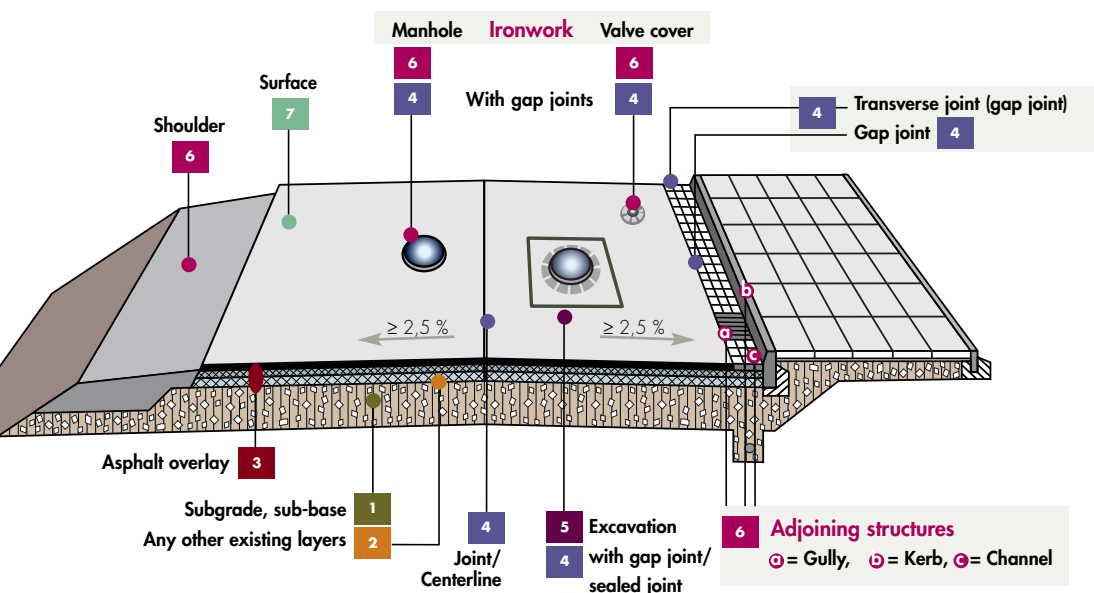 Manhole Ironwork Valve cover
6 6
Surface
4 With gap joints 4
7
Transverse joint (gap joint)
4
Shoulder
Gap joint 4
6
b
≥ 2,5 % ≥ 2,5 %
a
c
Asphalt overlay 3
Subgrade, sub-base 1
Any other existing layers 2
4
Joint/
Centerline
5 Excavation
4 with gap joint/
sealed joint
6 Adjoining structures
a = Gully, b = Kerb, c = Channel